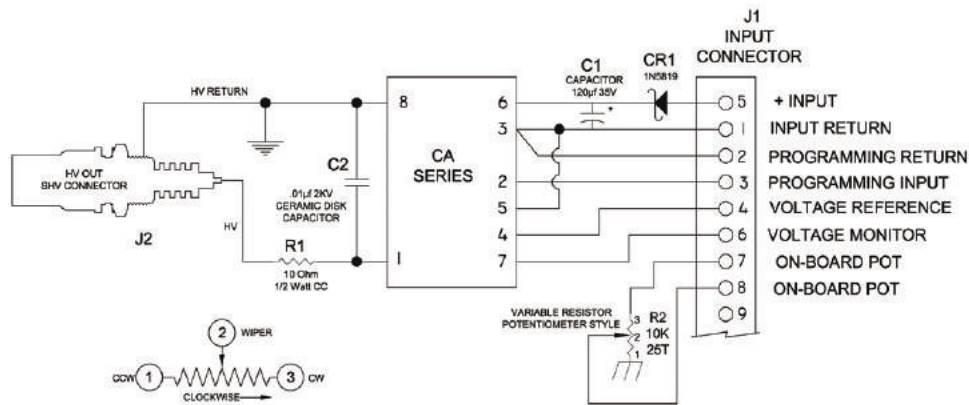 J1
INPUT
CONNECTOR
C1
CAPACITOR
120µf 35V
+
CR1
1N5819
HV RETURN
8
6
5
+ INPUT
3
1
INPUT RETURN
2
PROGRAMMING RETURN
C2
CA
SERIES
2
3
PROGRAMMING INPUT
HV OUT
SHV CONNECTOR
.01µf 2KV
CERAMIC DISK
CAPACITOR
5
4
VOLTAGE REFERENCE
4
6
VOLTAGE MONITOR
J2
HV
R1
1
7
7
ON-BOARD POT
10 Ohm
1/2 Watt CC
8
ON-BOARD POT
VARIABLE RESISTOR
POTENTIOMETER STYLE
3
2
1
R2
10K
25T
9
2
WIPER
CCW
1
3
CW
CLOCKWISE